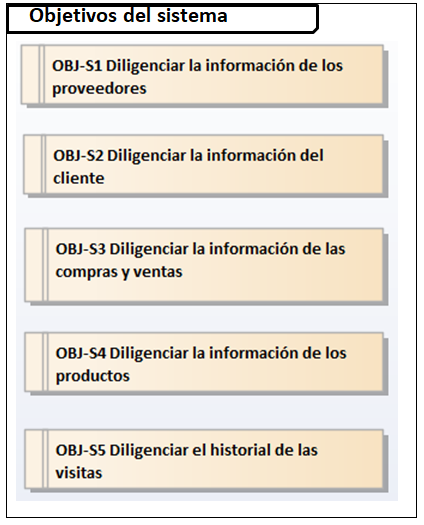 Objetivos del sistema
OBJ-S1 Diligenciar la información de los
proveedores
OBJ-S2 Diligenciar la información del
cliente
OBJ-S3 Diligenciar la información de las
compras y ventas
OBJ-S4 Diligenciar la información de los
productos
OBJ-S5 Diligenciar el historial de las
visitas